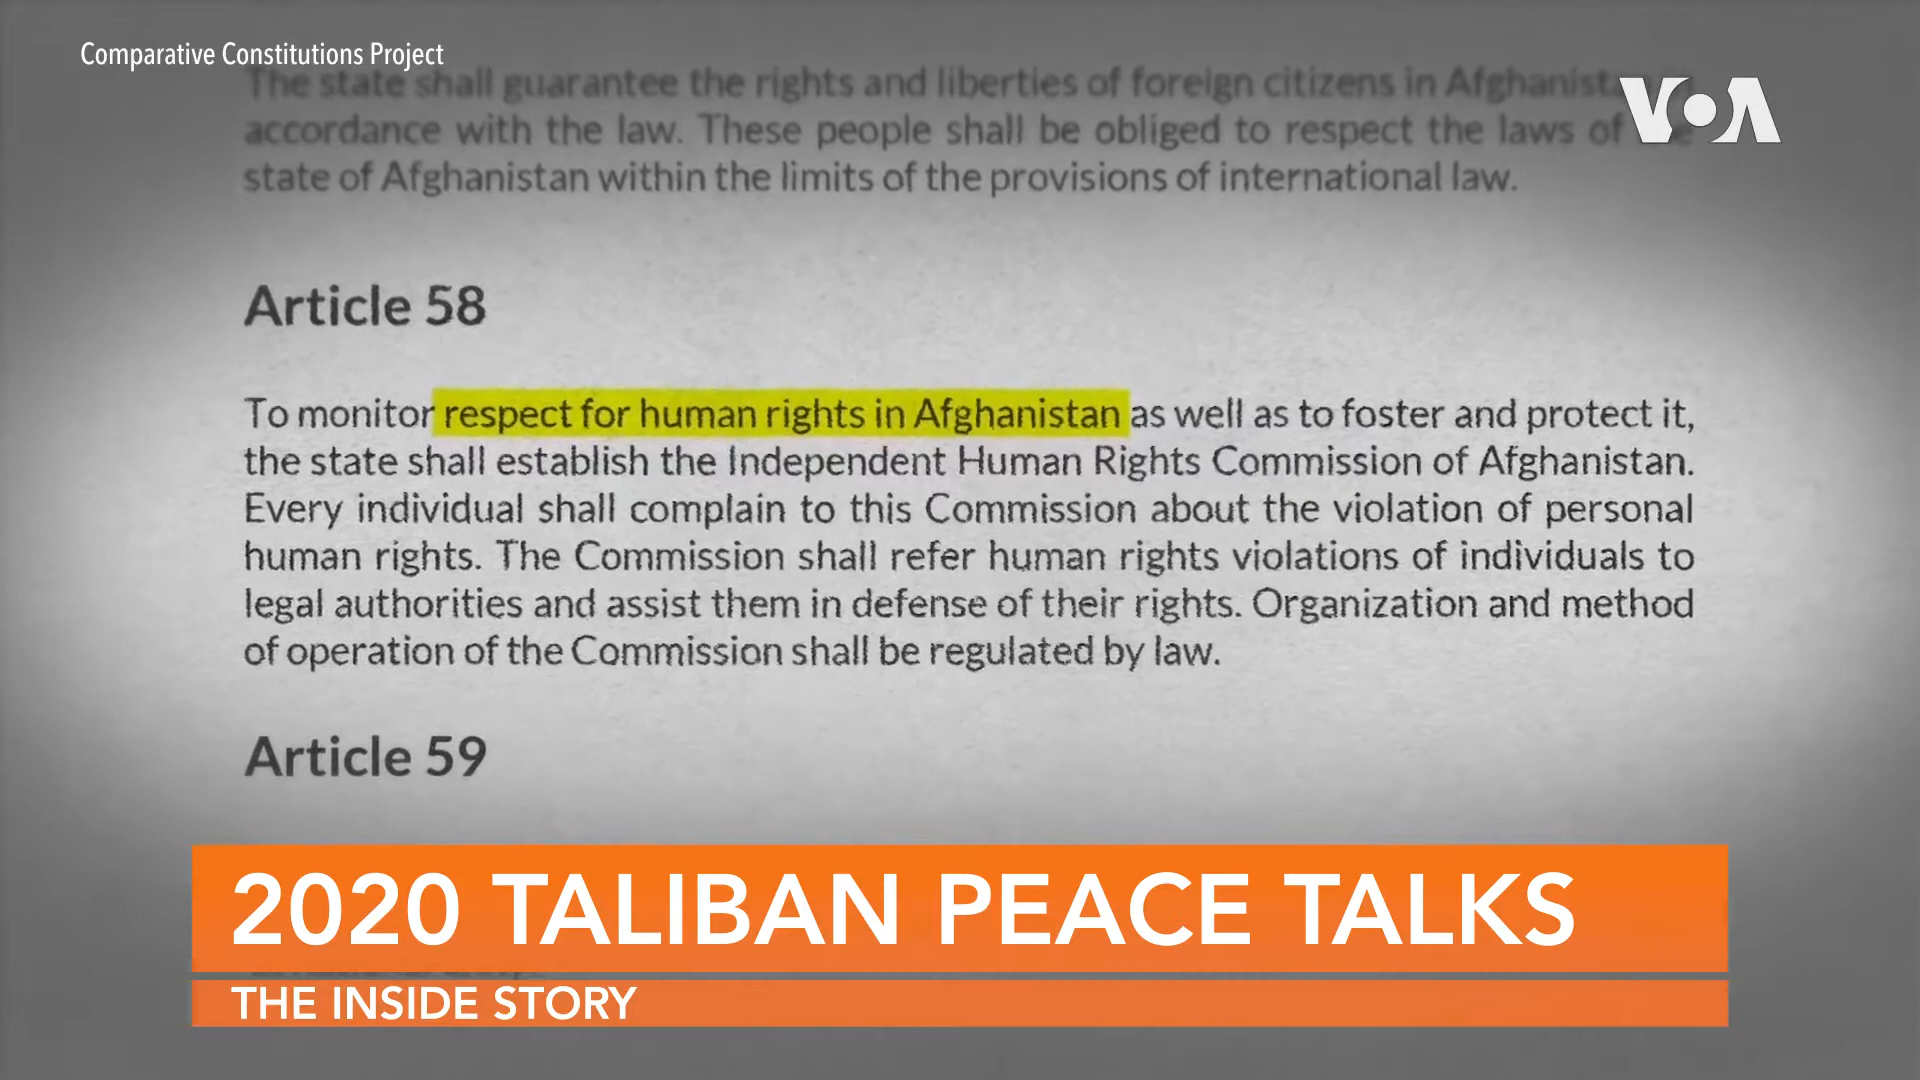 Comparative Constitutions Project
The state shall guarantee the rights and liberties of foreign citizens in
VOA
accordance with the law. These people shall be obliged to respect the laws of
state of Afghanistan within the limits of the provisions of international law.
Article 58
To monitor respect for human rights in Afghanistan as well as to foster and protect it,
the state shall establish the Independent Human Rights Commission of Afghanistan.
Every individual shall complain to this Commission about the violation of personal
human rights. The Commission shall refer human rights violations of individuals to
legal authorities and assist them in defense of their rights. Organization and method
of operation of the Commission shall be regulated by law.
Article 59
2020 TALIBAN PEACE TALKS
THE INSIDE STORY